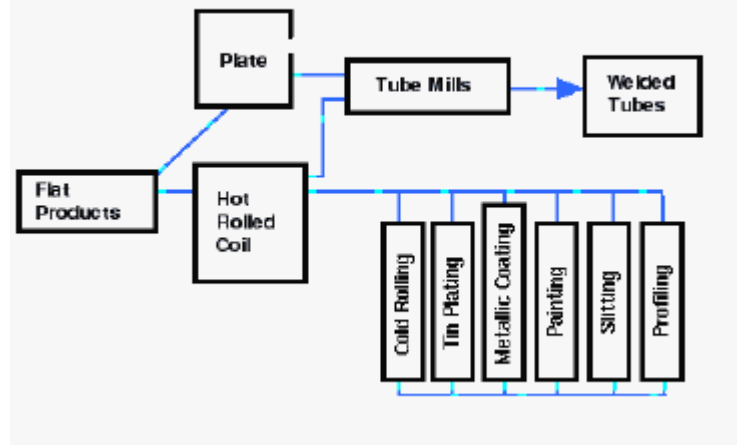 Plate
Tube Mills
Welded
Tubes
Flat
Products
Hot
Rolled
Coil
Cold Rolling
Tin Plating
Metallic Coating
Painting
Slitting
Profiling